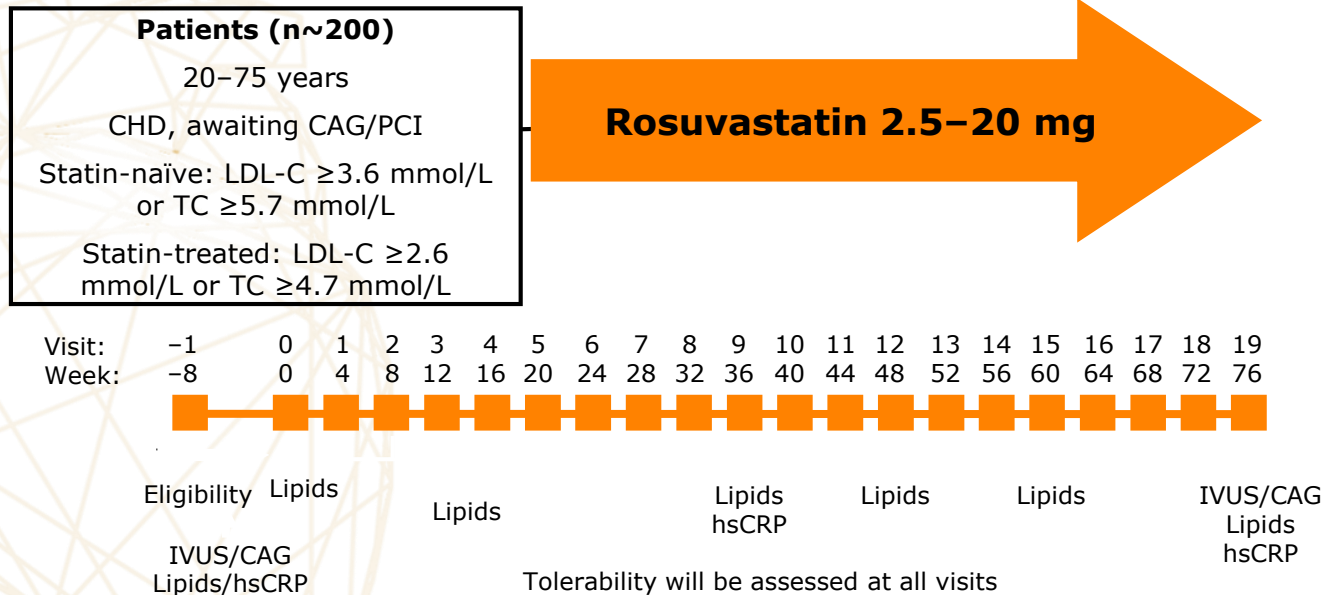 Patients (n~200)
20–75 years
CHD, awaiting CAG/PCI
Statin-naïve: LDL-C ≥3.6 mmol/L
or TC ≥5.7 mmol/L
Statin-treated: LDL-C ≥2.6
mmol/L or TC ≥4.7 mmol/L
Rosuvastatin 2.5–20 mg
Visit: –1 0 1 2 3 4 5 6 7 8 9 10 11 12 13 14 15 16 17 18 19
Week: –8 0 4 8 12 16 20 24 28 32 36 40 44 48 52 56 60 64 68 72 76
Eligibility
IVUS/CAG
Lipids/hsCRP
Lipids
Lipids
Lipids
hsCRP
Lipids
Lipids
IVUS/CAG
Lipids
hsCRP
Tolerability will be assessed at all visits